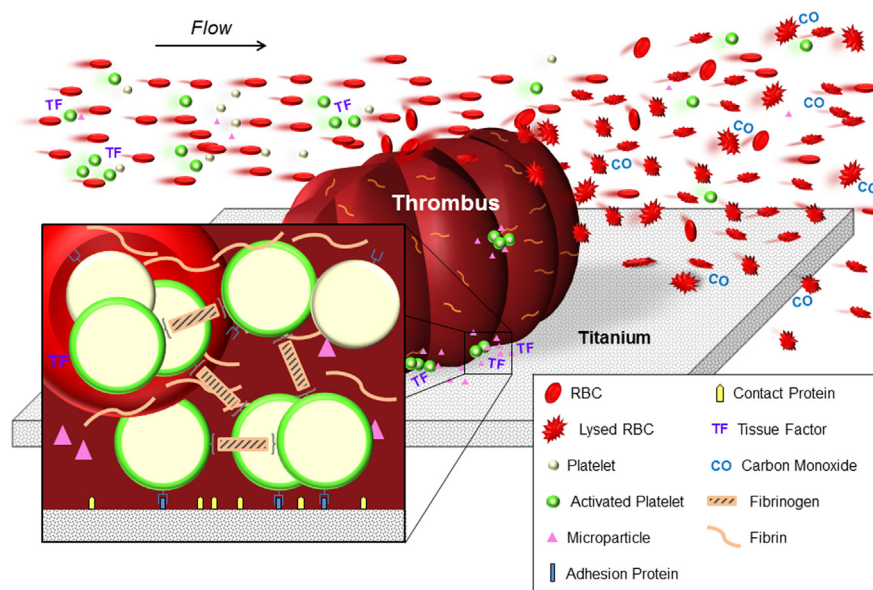 Flow
CO
TF
TF
CO
TF
CO
CO
CO
Thrombus
CO
CO
Titanium
TF
TF
TF
TF
RBC
Contact Protein
Lysed RBC
TF
Tissue Factor
Platelet
CO
Carbon Monoxide
Activated Platelet
Fibrinogen
Microparticle
Fibrin
Adhesion Protein